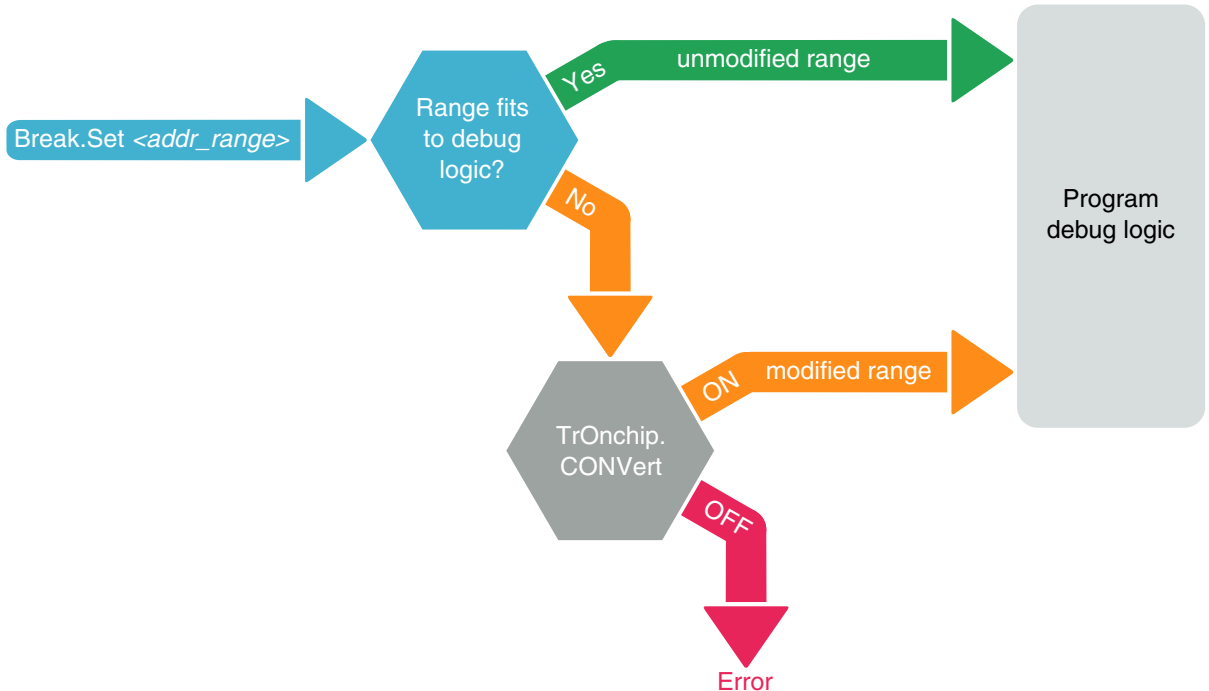 Break.Set <addr_range>
Range fits
to debug
logic?
Yes
unmodified range
No
Program
debug logic
TrOnchip.
CONVert
ON
modified range
OFF
Error